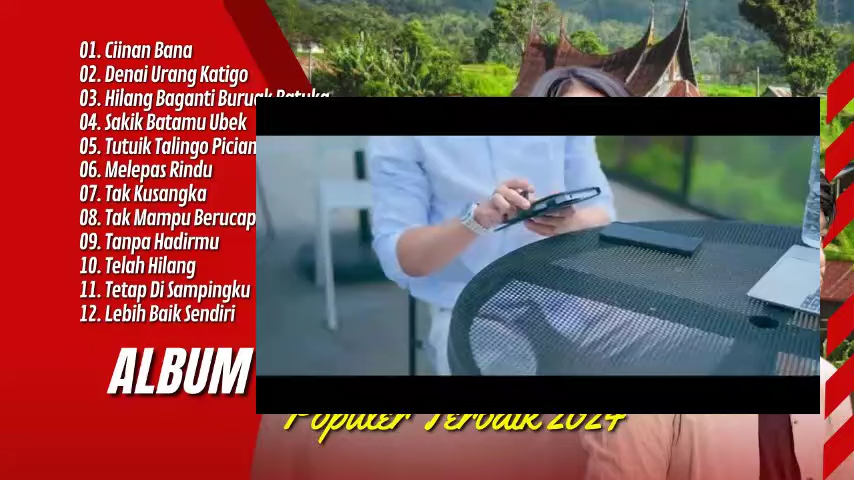 01. Ciinan Bana
02. Denai Urang Katigo
03. Hilang Baganti Buruak Batuka
04. Sakik Batamu Ubek
05. Tutuik Talingo Pician
06. Melepas Rindu
07. Tak Kusangka
08. Tak Mampu Berucap
09. Tanpa Hadirmu
10. Telah Hilang
11. Tetap Di Sampingku
12. Lebih Baik Sendiri
ALBUM
Populer Terbaik 2024